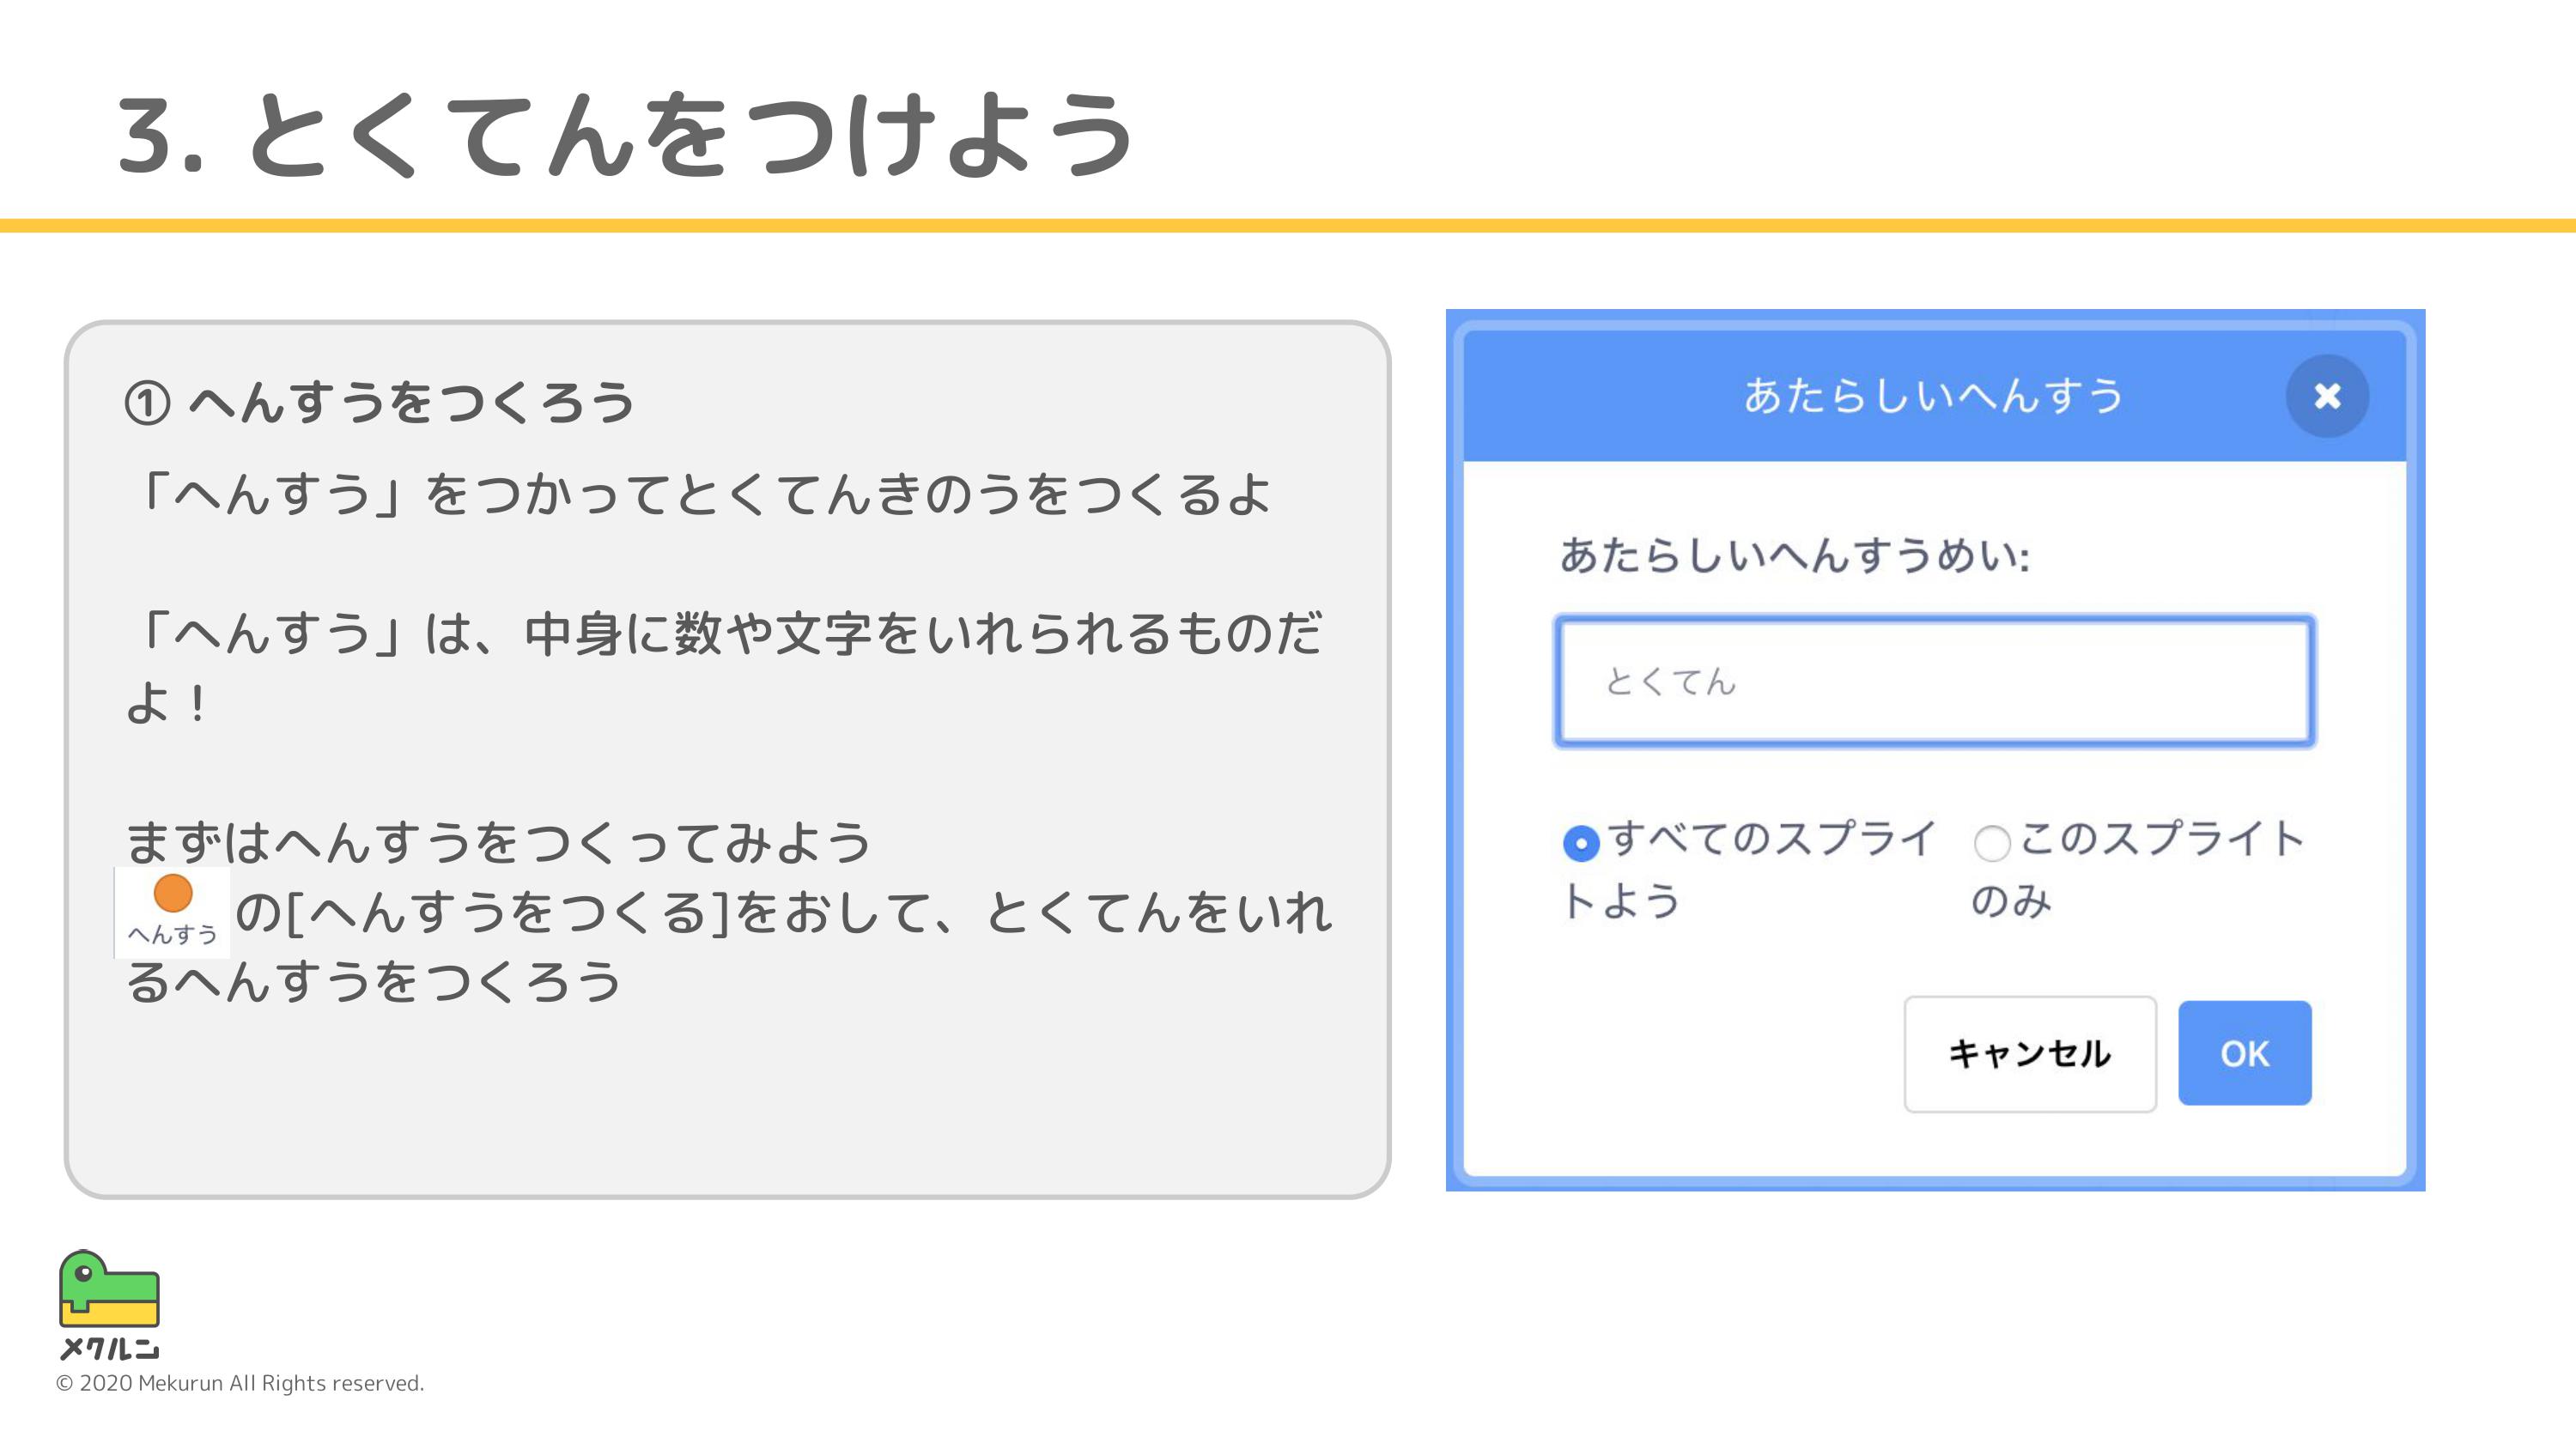 3. とくてんをつけよう
① へんすうをつくろう
「へんすう」をつかってとくてんきのうをつくるよ
「へんすう」は、中身に数や文字をいれられるものだ
よ！
まずはへんすうをつくってみよう
へんすう の[へんすうをつくる]をおして、とくてんをいれ
るへんすうをつくろう
あたらしいへんすう
あたらしいへんすうめい:
とくてん
すべてのスプライ このスプライト
トよう のみ
キャンセル OK
メクルン
© 2020 Mekurun All Rights reserved.